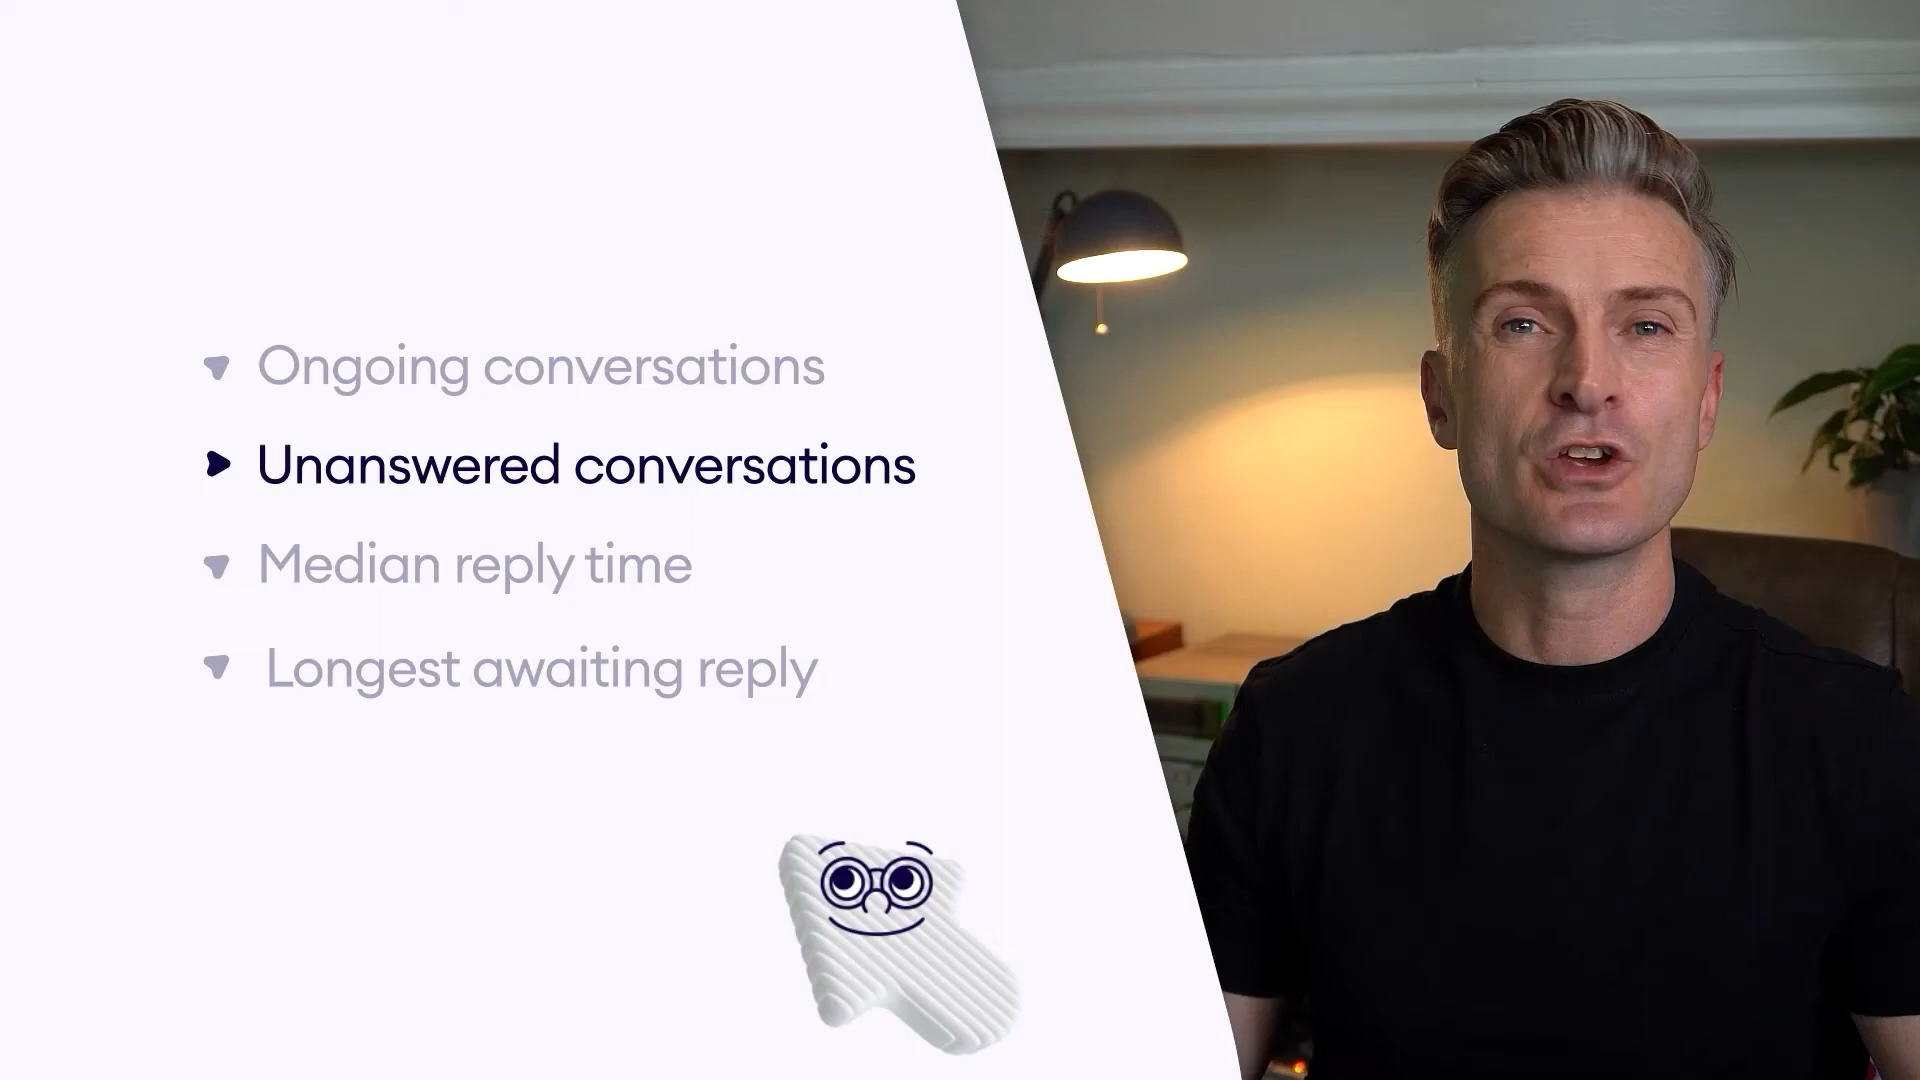 Ongoing conversations
Unanswered conversations
Median reply time
Longest awaiting reply